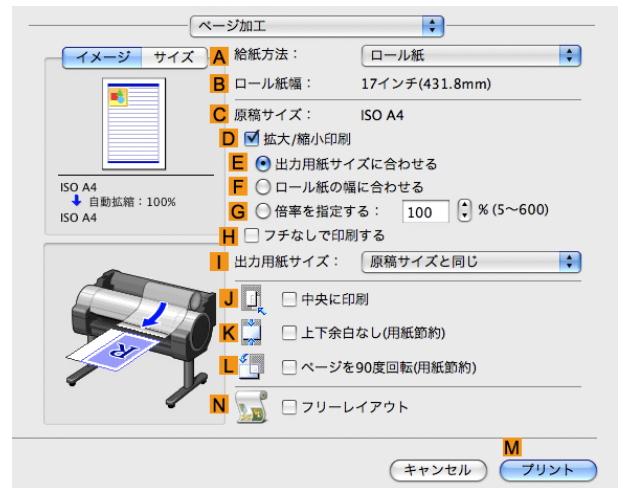 ページ加工
イメージ サイズ
A 給紙方法： ロール紙
B ロール紙幅： 17インチ(431.8mm)
C 原稿サイズ： ISO A4
D 拡大/縮小印刷
E 出力用紙サイズに合わせる
F ロール紙の幅に合わせる
G 倍率を指定する： 100 % (5〜600)
ISO A4
自動拡縮：100%
ISO A4
H フチなしで印刷する
I 出力用紙サイズ： 原稿サイズと同じ
J 中央に印刷
K 上下余白なし(用紙節約)
L ページを90度回転(用紙節約)
R
N フリーレイアウト
M
キャンセル プリント